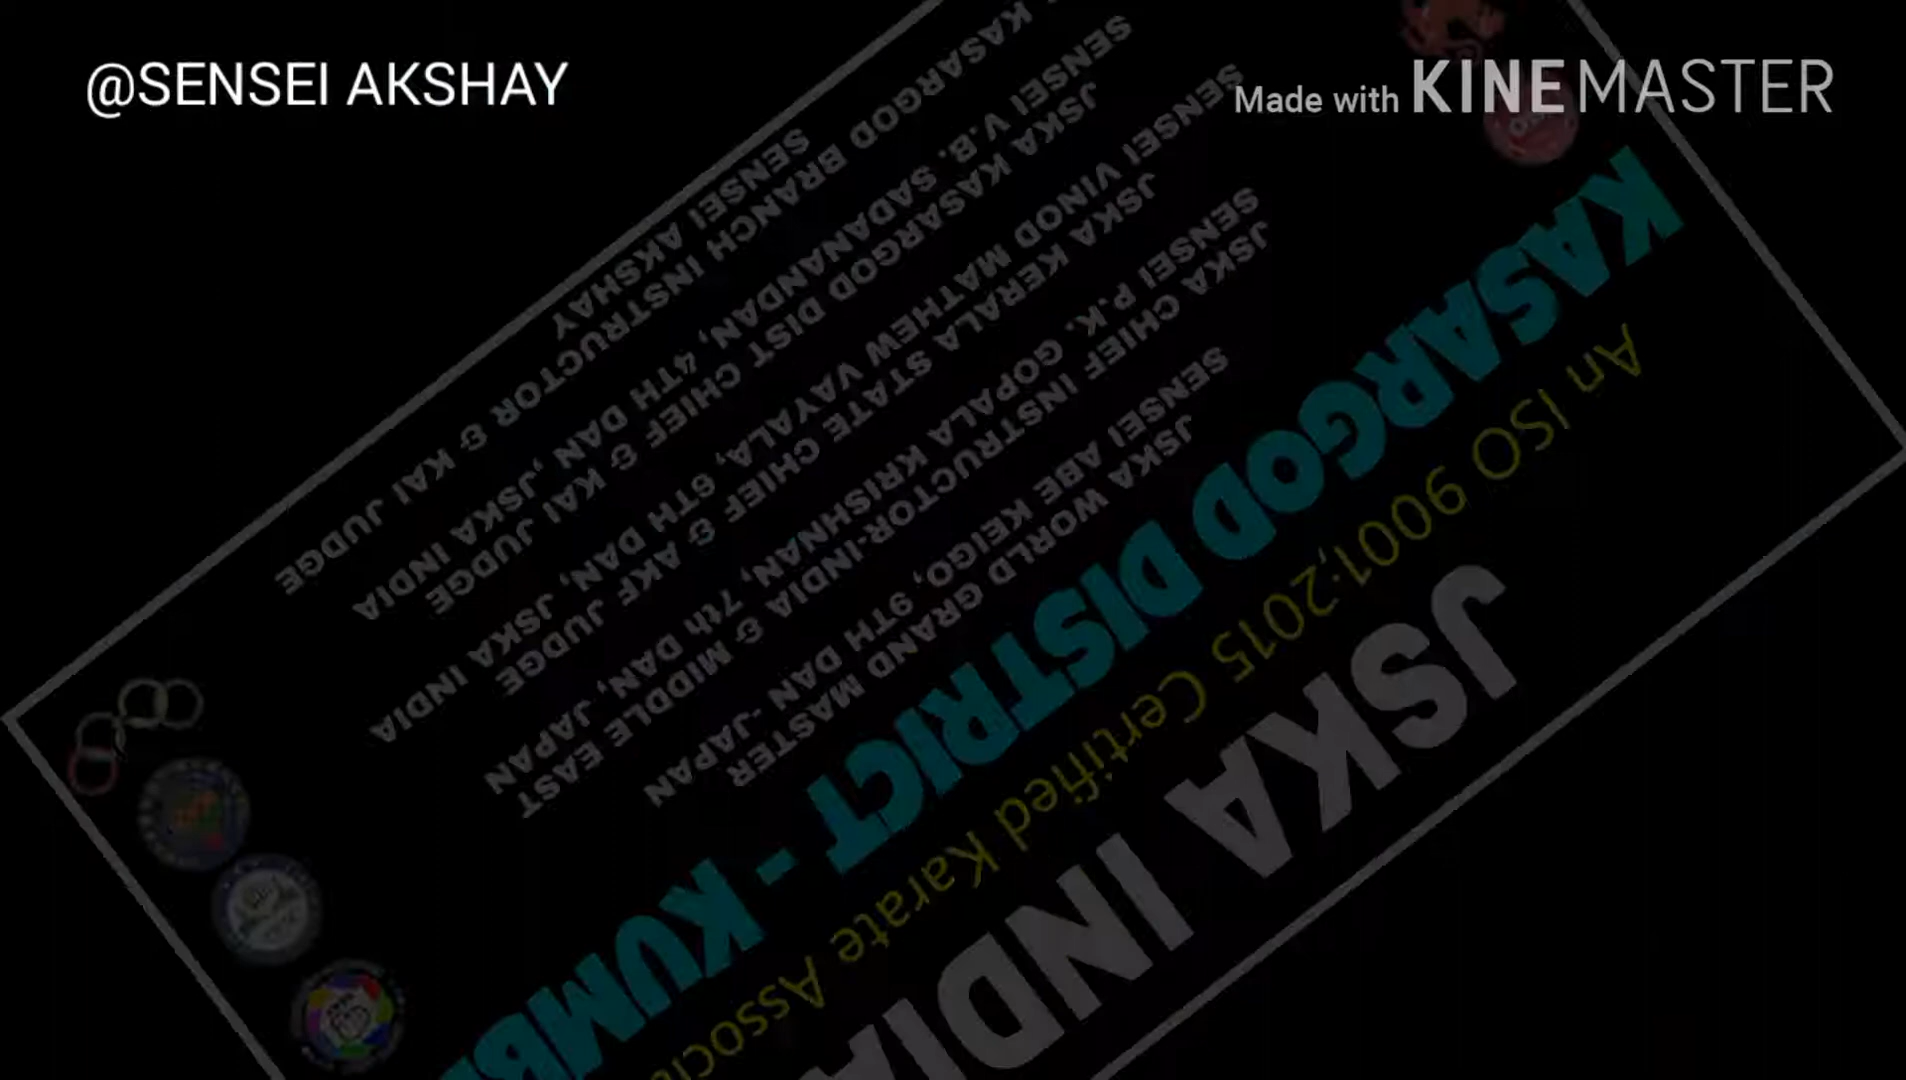 @SENSEI AKSHAY
Made with KINEMASTER
JSKA INDIA
An ISO 9001:2015 Certified Karate
KASARGOD DISTRICT -
JSKA WORLD GRAND MASTER
SENSEI ABE KEIGO, 9TH DAN -JAPAN
JSKA CHIEF INSTRUCTOR-INDIA & MIDDLE EAST
SENSEI P.K. GOPALA KRISHNAN, 7th DAN, JAPAN
JSKA KERALA STATE CHIEF & AKF JUDGE
SENSEI VINOD MATHEW VAYALA, 6TH DAN, JSKA INDIA
JSKA KASARGOD DIST CHIEF & KAI JUDGE
SENSEI V.B. SADANANDAN, 4TH DAN, JSKA INDIA
KASARGOD BRANCH INSTRUCTOR & KAI JUDGE
SENSEI AKSHAY